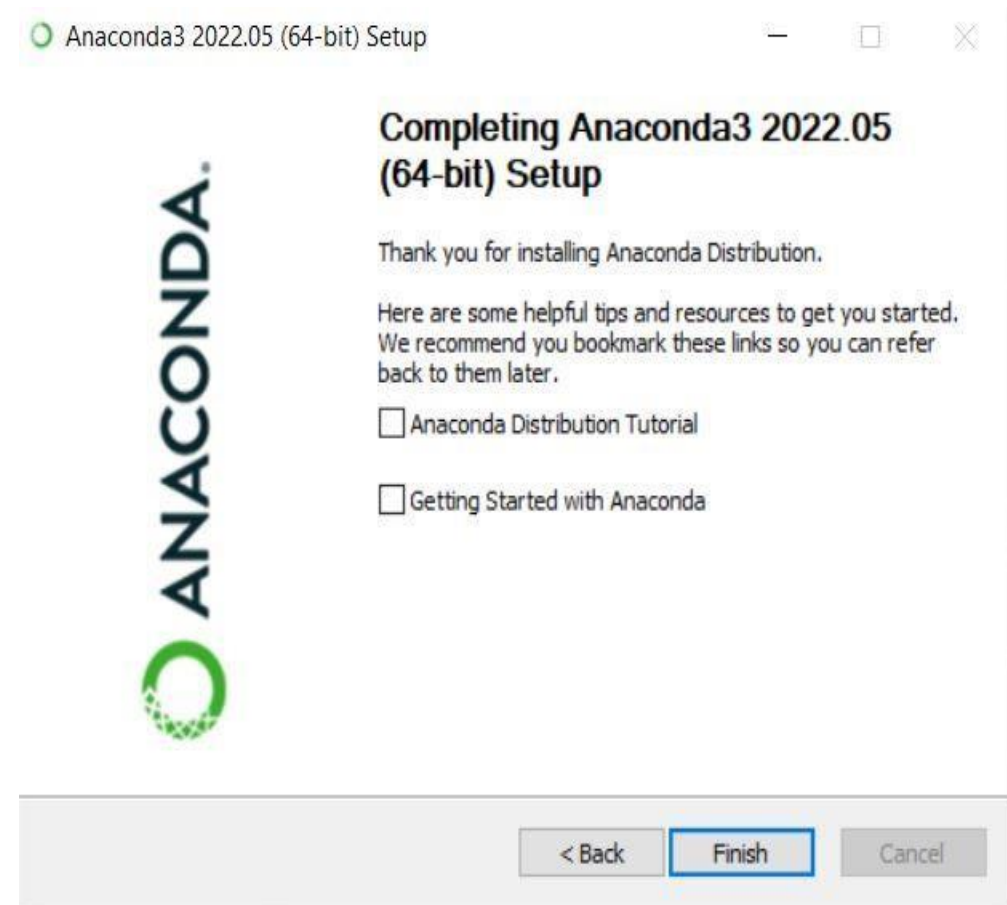 Anaconda3 2022.05 (64-bit) Setup
Completing Anaconda3 2022.05
(64-bit) Setup
Thank you for installing Anaconda Distribution.
Here are some helpful tips and resources to get you started.
We recommend you bookmark these links so you can refer
back to them later.
Anaconda Distribution Tutorial
Getting Started with Anaconda
ANACONDA.
< Back
Finish
Cancel